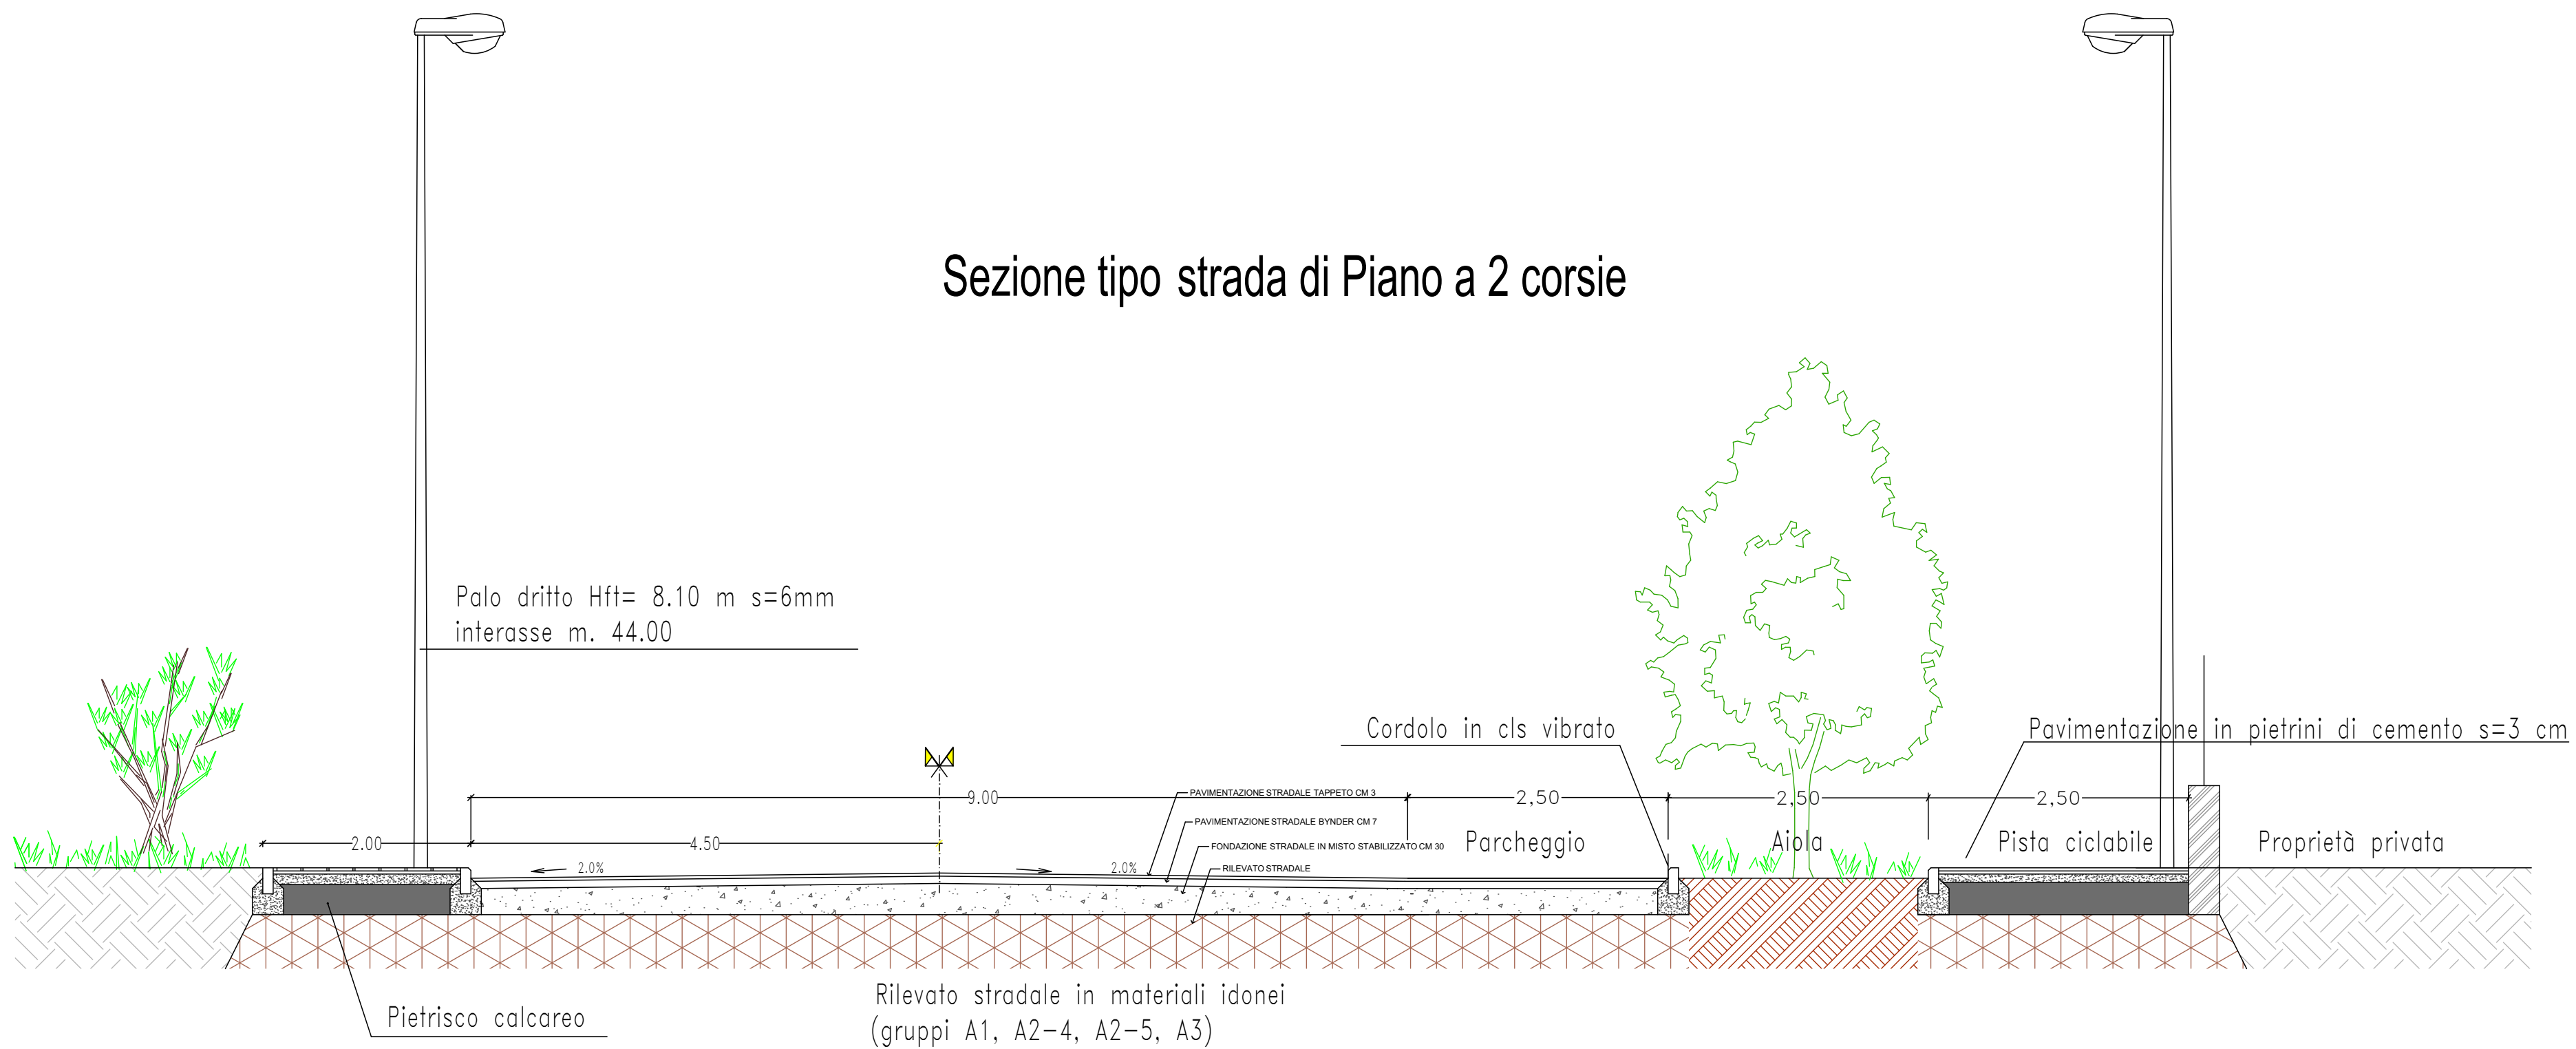 Sezione tipo strada di Piano a 2 corsie
Palo dritto Hft= 8.10 m s=6mm
interasse m. 44.00
Cordolo in cls vibrato
Pavimentazione in pietrini di cemento s=3 cm
9.00
PAVIMENTAZIONE STRADALE TAPPETO CM 3
2,50
2,50
2,50
PAVIMENTAZIONE STRADALE BYNDER CM 7
2.00
4.50
FONDAZIONE STRADALE IN MISTO STABILIZZATO CM 30
Parcheggio
Aiola
Pista ciclabile
Proprietà privata
2.0%
2.0%
RILEVATO STRADALE
Rilevato stradale in materiali idonei
(gruppi A1, A2-4, A2-5, A3)
Pietrisco calcareo